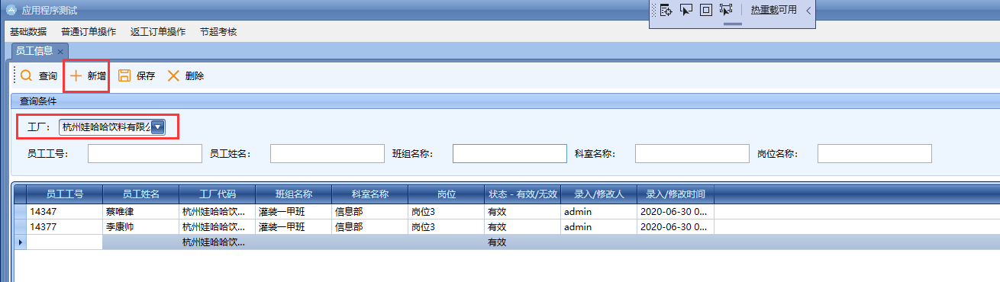 应用程序测试
热重载可用
基础数据 普通订单操作 返工订单操作 节超考核
员工信息
查询 新增 保存 删除
查询条件
工厂： 杭州娃哈哈饮料有限公
员工工号： 员工姓名： 班组名称： 科室名称： 岗位名称：
员工工号 员工姓名 工厂代码 班组名称 科室名称 岗位 状态 - 有效/无效 录入/修改人 录入/修改时间
14347 蔡唯律 杭州娃哈哈饮... 灌装一甲班 信息部 岗位3 有效 admin 2020-06-30 0...
14377 李康帅 杭州娃哈哈饮... 灌装一甲班 信息部 岗位3 有效 admin 2020-06-30 0...
杭州娃哈哈饮... 有效